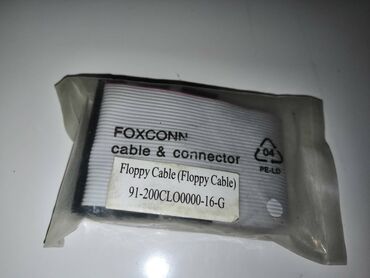 FOXCONN
cable & connector
04
PE-LD
Floppy Cable (Floppy Cable)
91-200CLO0000-16-G